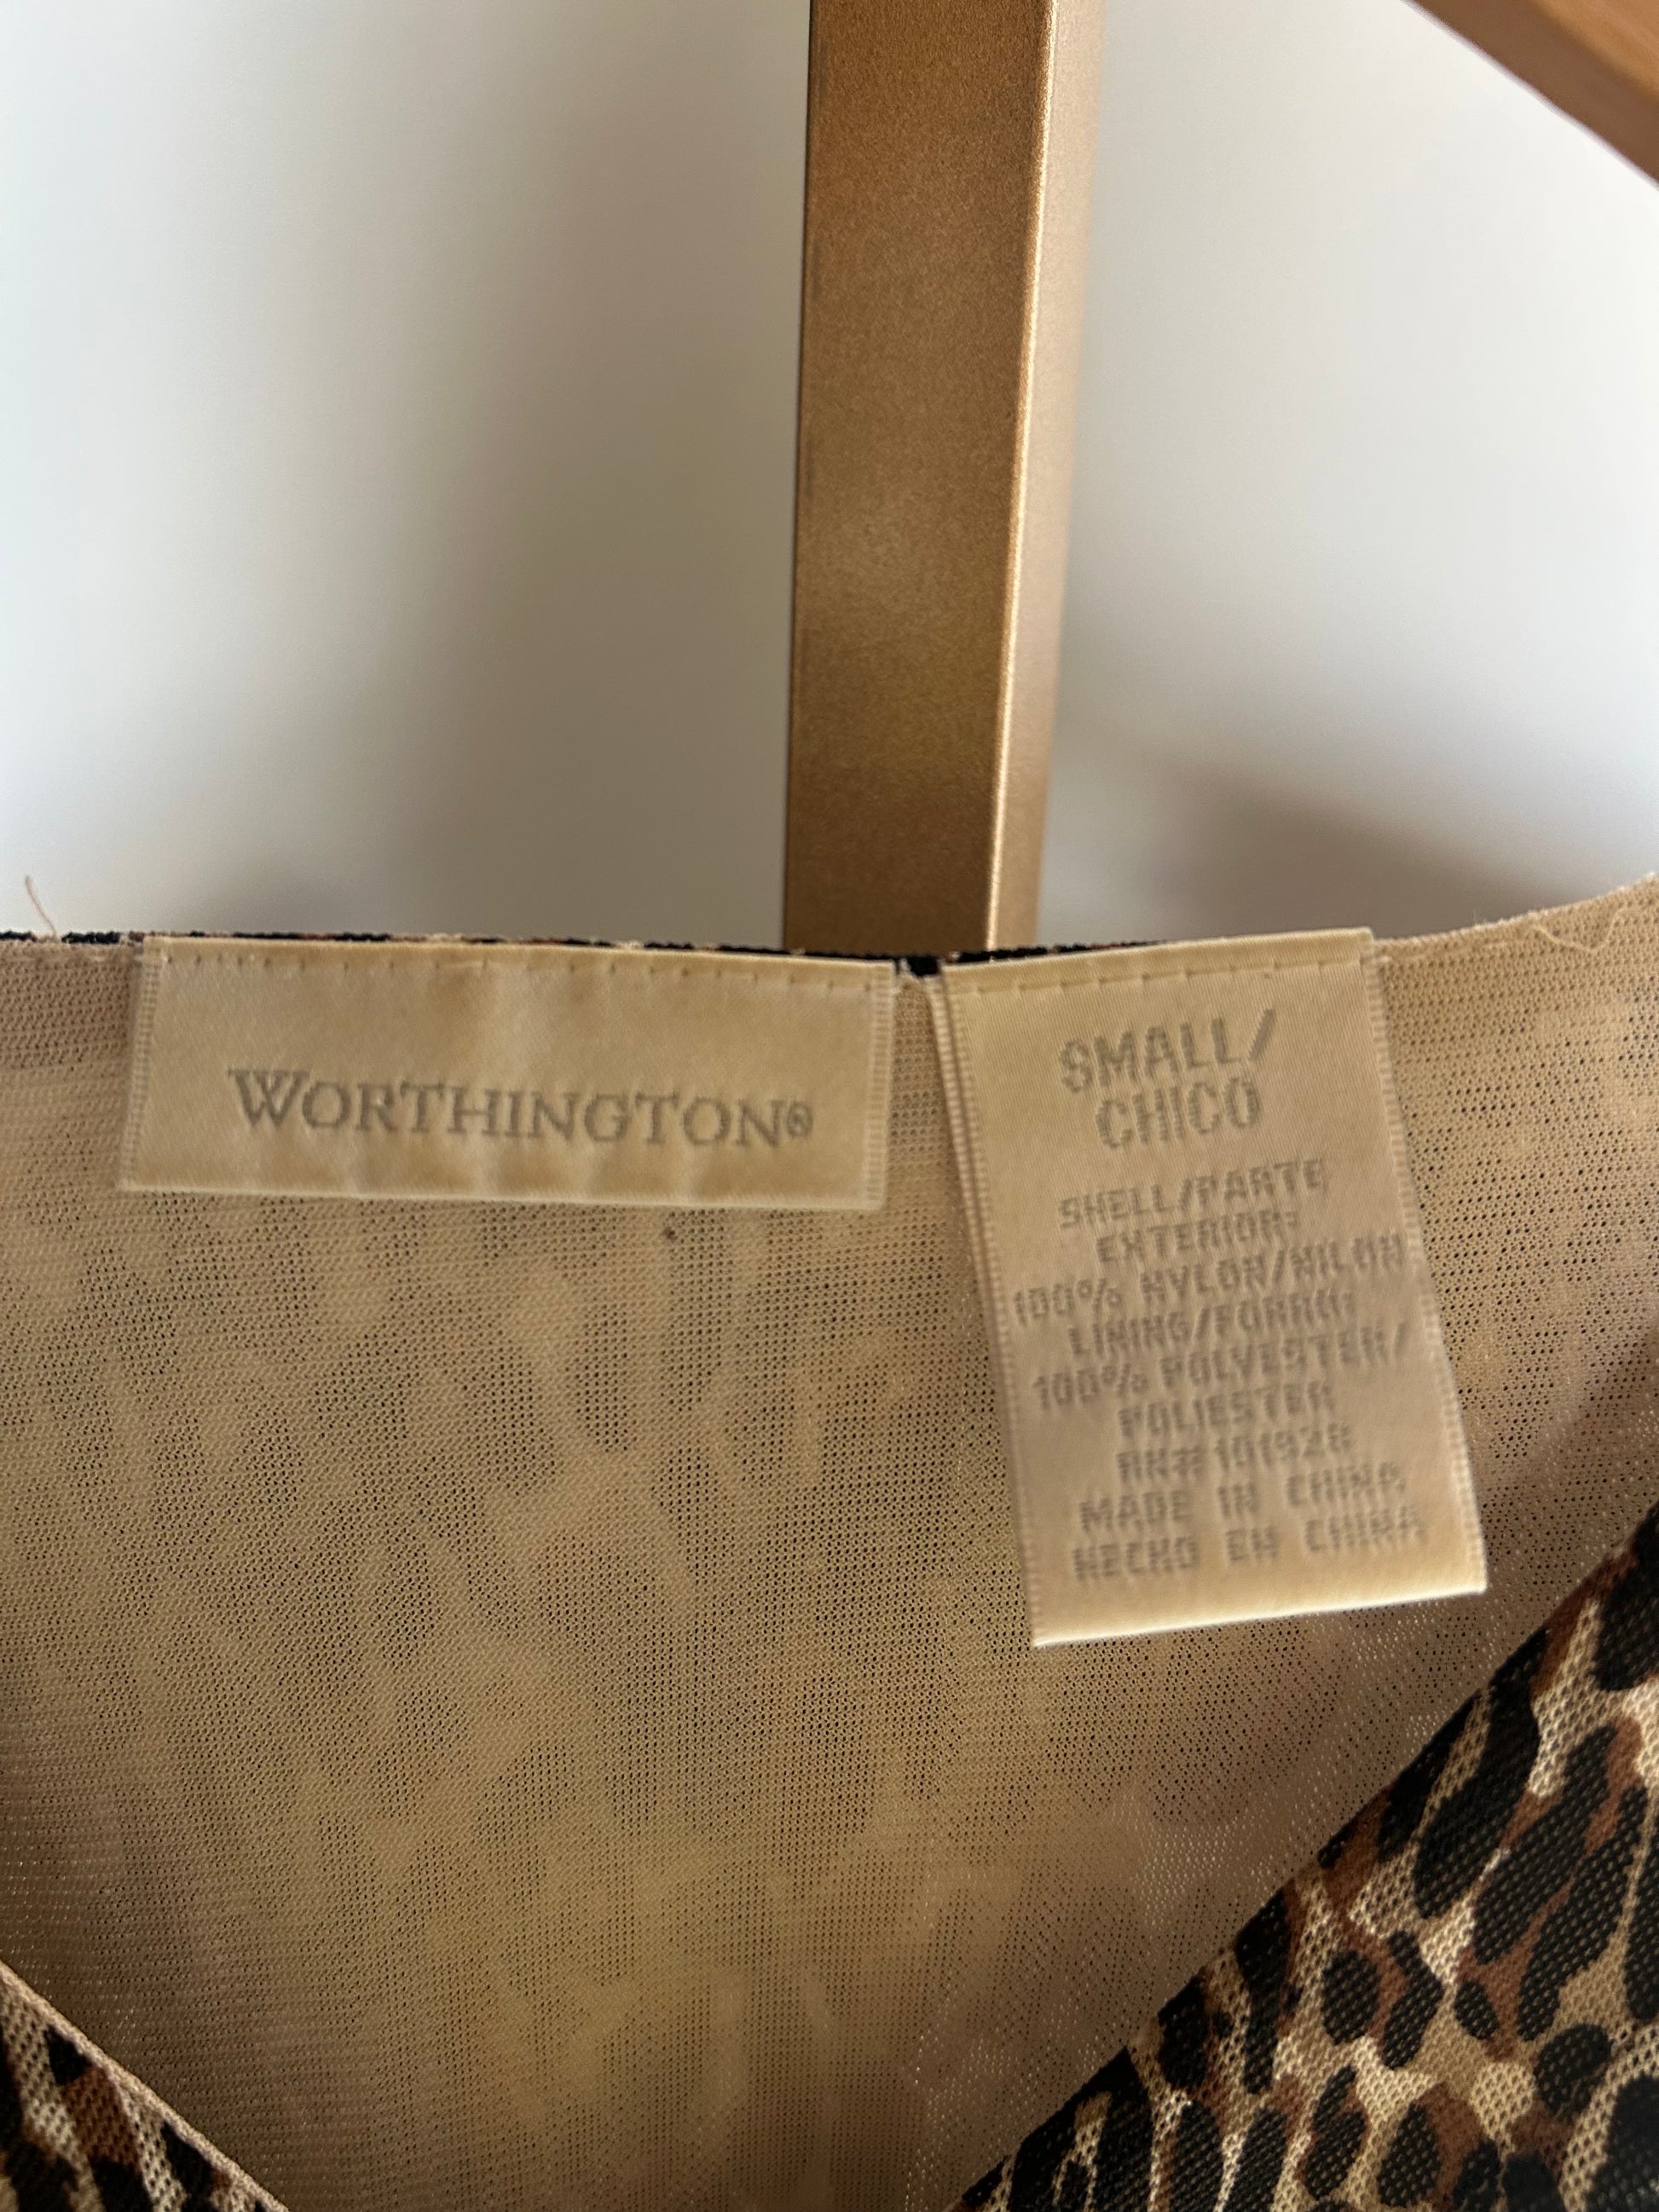 WORTHINGTON®
SMALL/
CHICO
SHELL/PARTE
EXTERIOR:
100% NYLON/NILON
LINING/FORRO:
100% POLYESTER/
POLIESTER
RN# 101928
MADE IN CHINA
HECHO EN CHINA